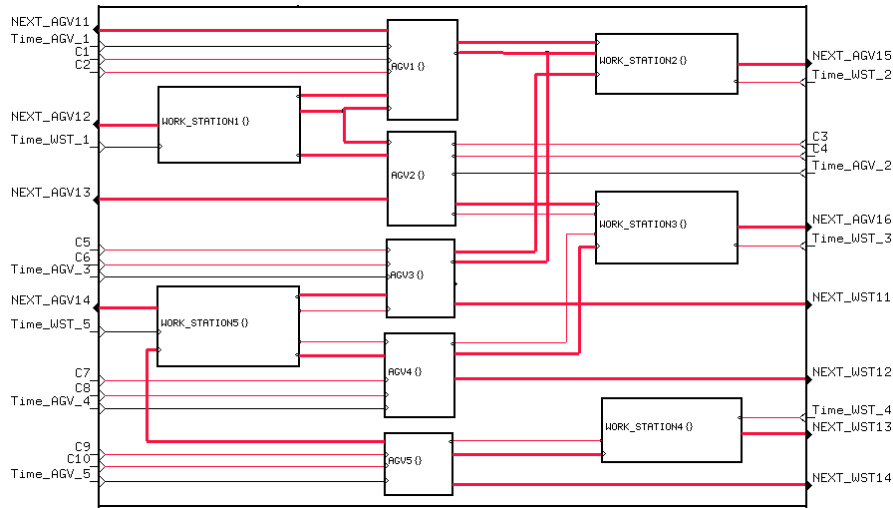 NEXT_AGV11
Time_AGV_1
C1
C2
NEXT_AGV12
Time_WST_1
NEXT_AGV13
C5
C6
Time_AGV_3
NEXT_AGV14
Time_WST_5
C7
C8
Time_AGV_4
C9
C10
Time_AGV_5
WORK_STATION1{}
WORK_STATION5{}
AGV1{}
AGV2{}
AGV3{}
AGV4{}
AGV5{}
WORK_STATION2{}
WORK_STATION3{}
WORK_STATION4{}
NEXT_AGV15
Time_WST_2
C3
C4
Time_AGV_2
NEXT_AGV16
Time_WST_3
NEXT_WST11
NEXT_WST12
Time_WST_4
NEXT_WST13
NEXT_WST14